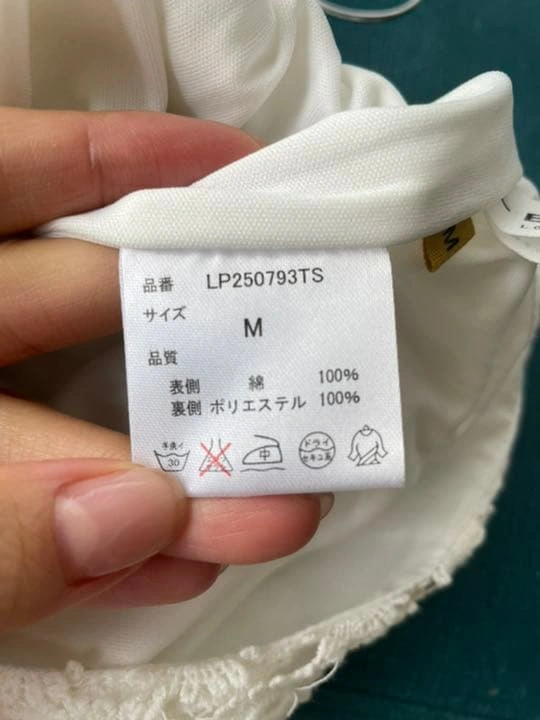 品番 LP250793TS
サイズ
M
品質
表側 綿 100%
裏側 ポリエステル 100%
手洗イ
30
中
ドライ
セキユ系
M